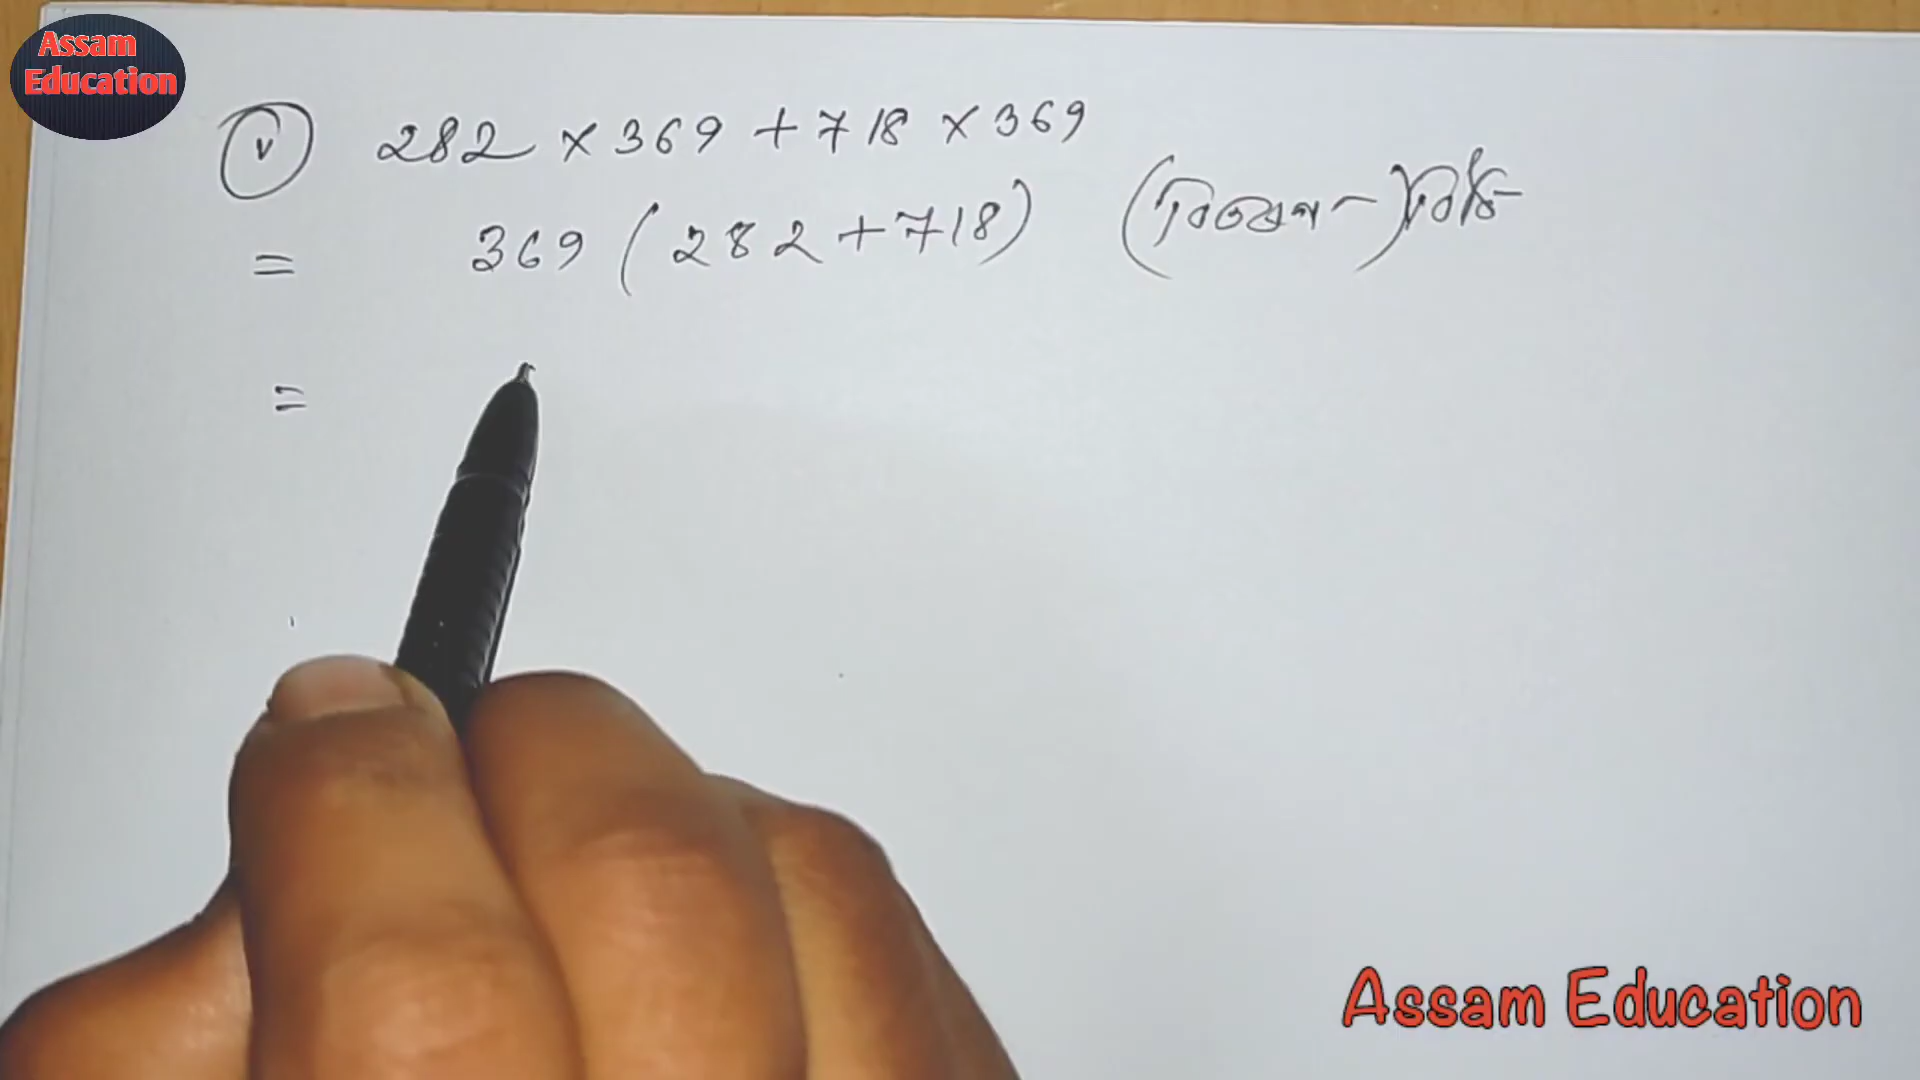 Assam
Education
v 282 × 369 + 718 × 369
= 369 ( 282 + 718 ) (বিতৰণ -) বিধি
=
Assam Education